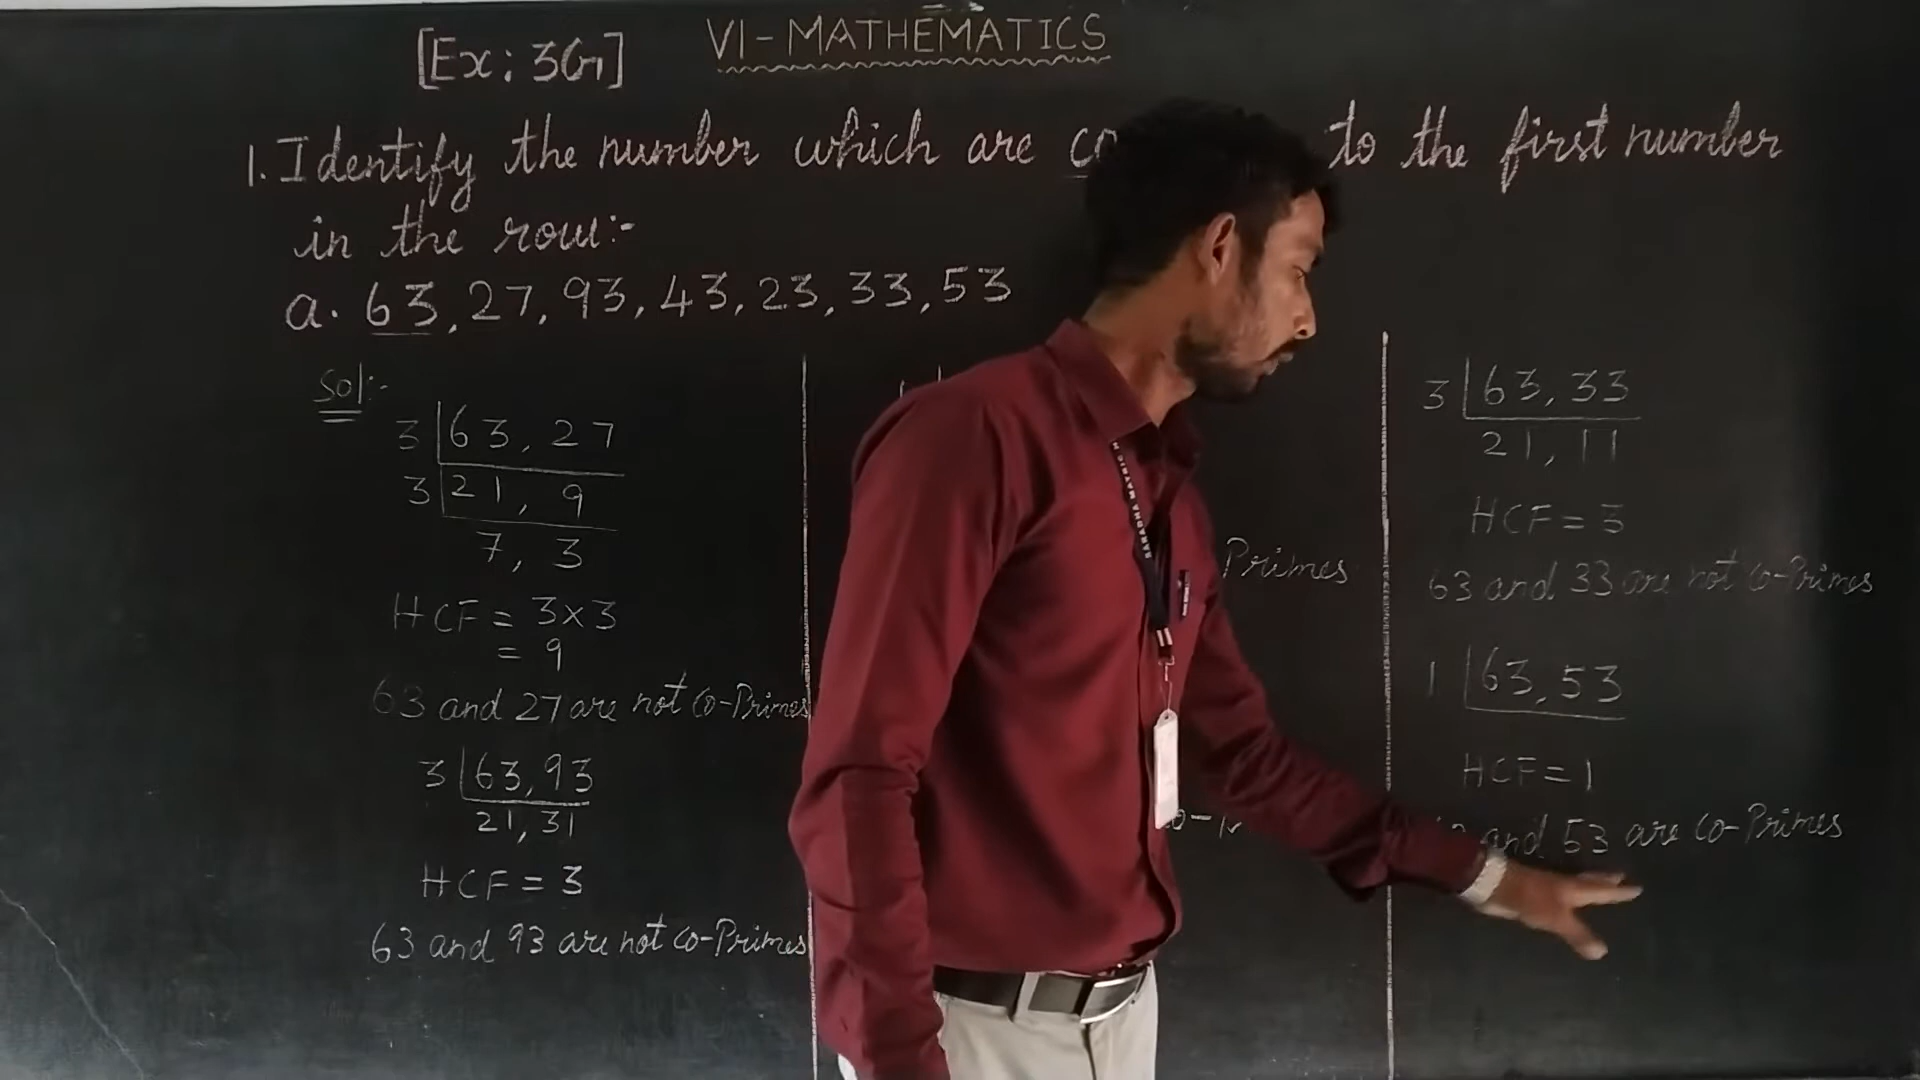 [Ex: 3G] VI - MATHEMATICS
1. Identify the number which are to the first number
in the row:-
a. 63, 27, 93, 43, 23, 33, 53
Sol:-
3 | 63, 27
3 | 21, 9
7, 3
HCF = 3×3
= 9
63 and 27 are not co-Primes
3 | 63, 93
21, 31
HCF = 3
63 and 93 are not co-Primes
Primes
3 | 63, 33
21, 11
HCF = 3
63 and 33 are not co-Primes
1 | 63, 53
HCF = 1
and 53 are co-Primes